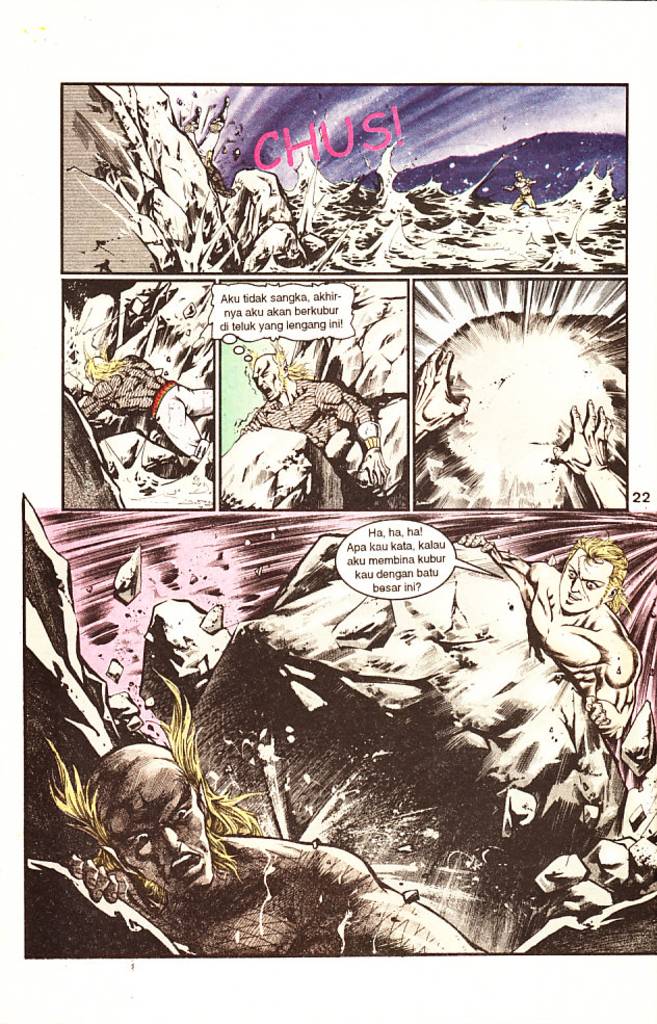 CHUS!
Aku tidak sangka, akhir-
nya aku akan berkubur
di teluk yang lengang ini!
22
Ha, ha, ha!
Apa kau kata, kalau
aku membina kubur
kau dengan batu
besar ini?